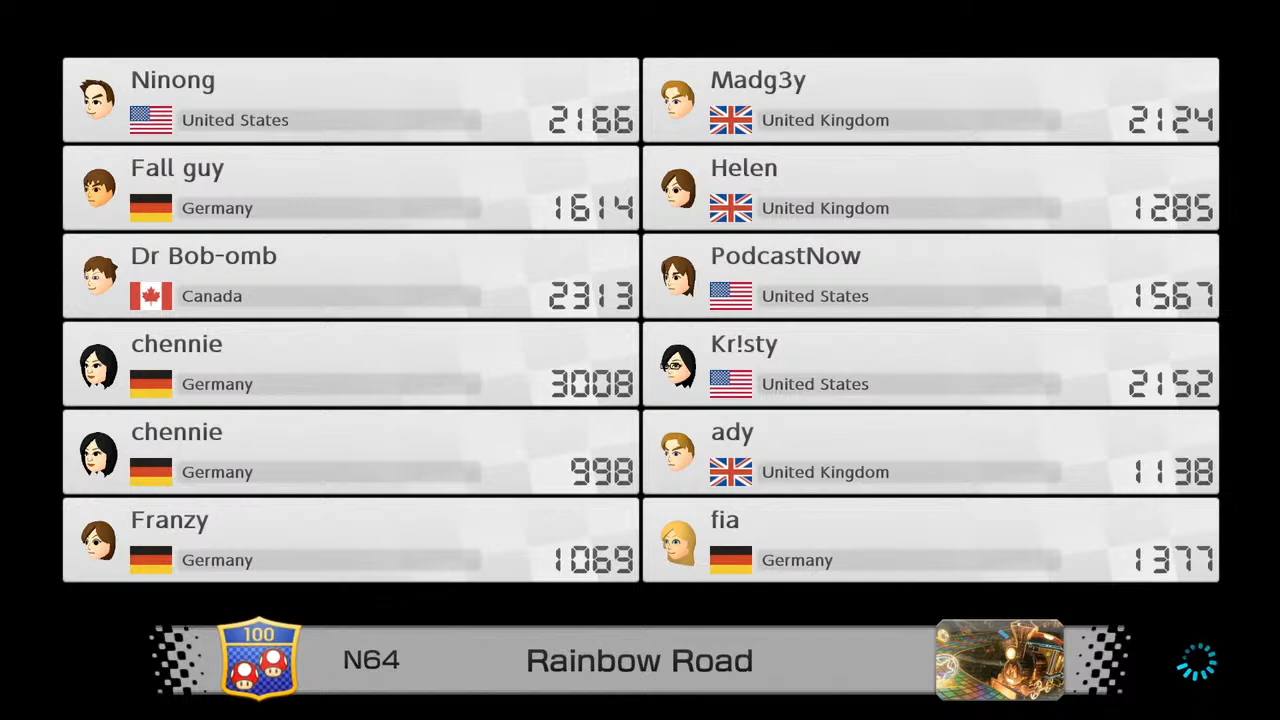 Ninong
United States 2166
Madg3y
United Kingdom 2124
Fall guy
Germany 1614
Helen
United Kingdom 1285
Dr Bob-omb
Canada 2313
PodcastNow
United States 1567
chennie
Germany 3008
Kr!sty
United States 2152
chennie
Germany 998
ady
United Kingdom 1138
Franzy
Germany 1069
fia
Germany 1377
100
N64 Rainbow Road